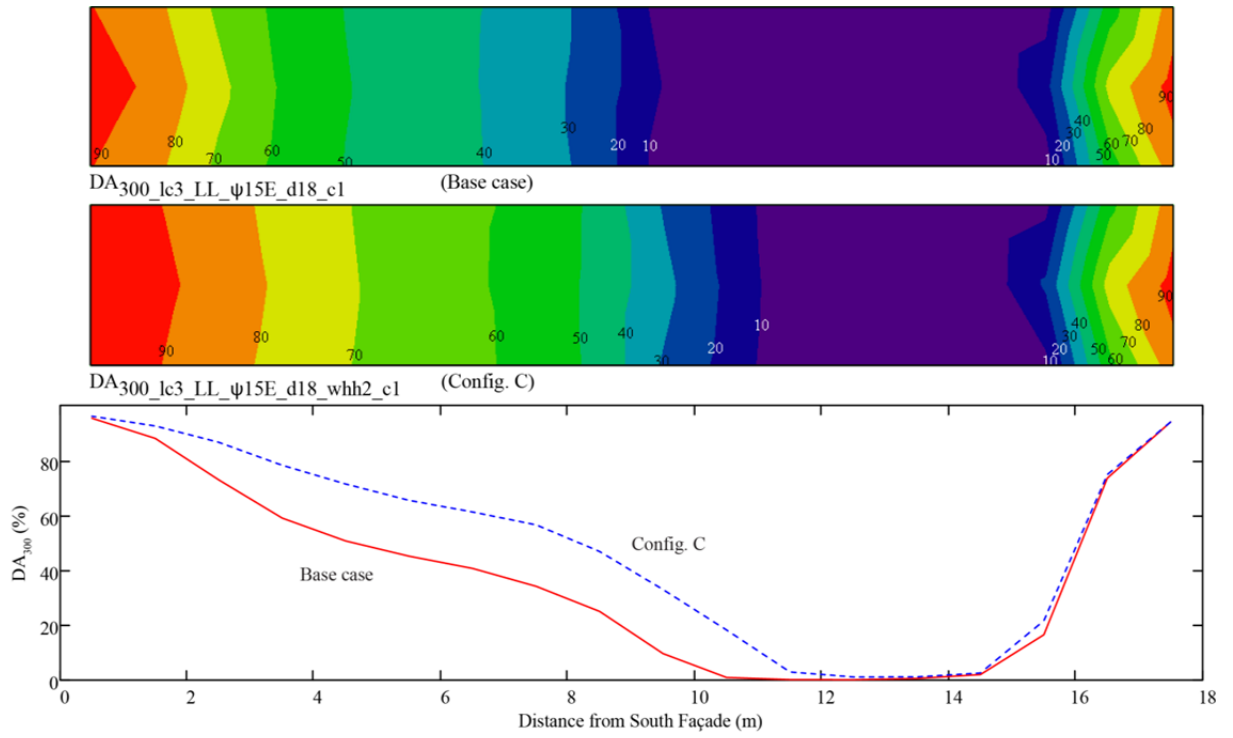 90 80 70 60 50 40 30 20 10 10 20 30 40 50 60 70 80 90
DA300_lc3_LL_ψ15E_d18_c1 (Base case)
90 80 70 60 50 40 30 20 10 10 20 30 40 50 60 70 80 90
DA300_lc3_LL_ψ15E_d18_whh2_c1 (Config. C)
80
60
40
20
0
DA300 (%)
Config. C
Base case
0 2 4 6 8 10 12 14 16 18
Distance from South Façade (m)